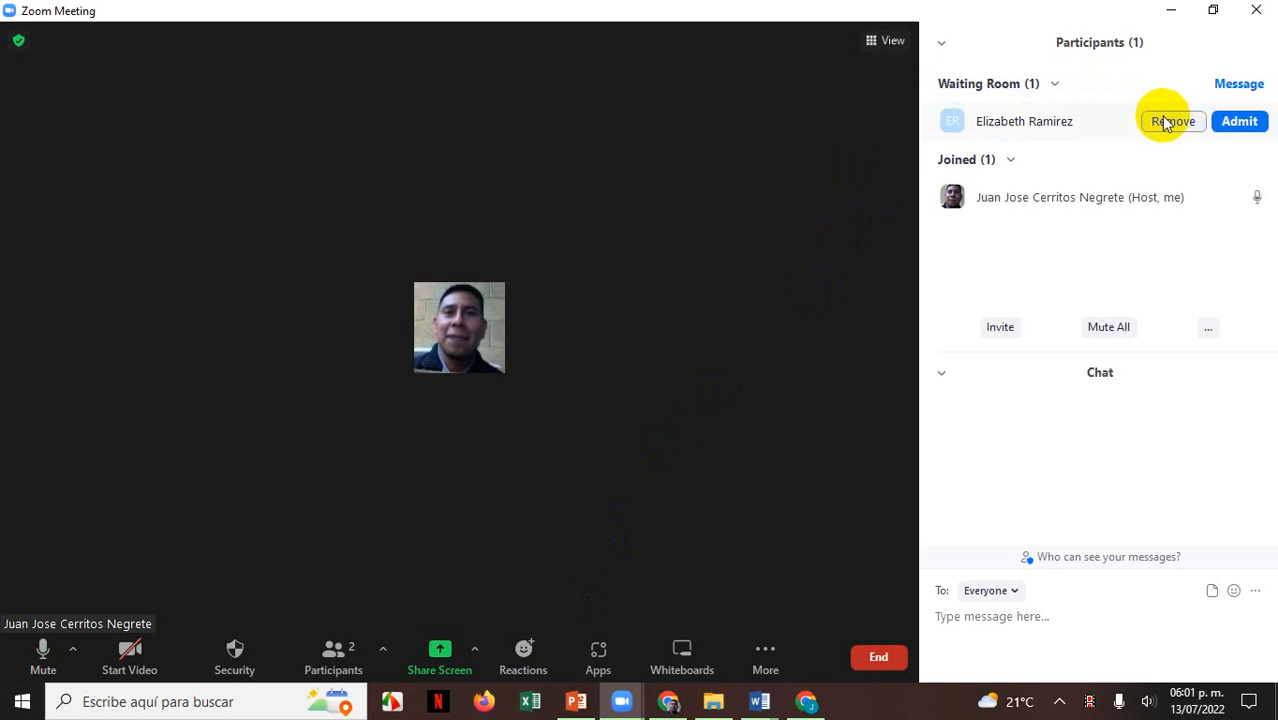 Zoom Meeting
View
Participants (1)
Waiting Room (1)
Message
ER
Elizabeth Ramirez
Remove
Admit
Joined (1)
Juan Jose Cerritos Negrete (Host, me)
Invite
Mute All
...
Chat
Who can see your messages?
To:
Everyone
Type message here...
Juan Jose Cerritos Negrete
Mute
Start Video
Security
2
Participants
Share Screen
Reactions
Apps
Whiteboards
More
End
Escribe aquí para buscar
21°C
06:01 p. m.
13/07/2022